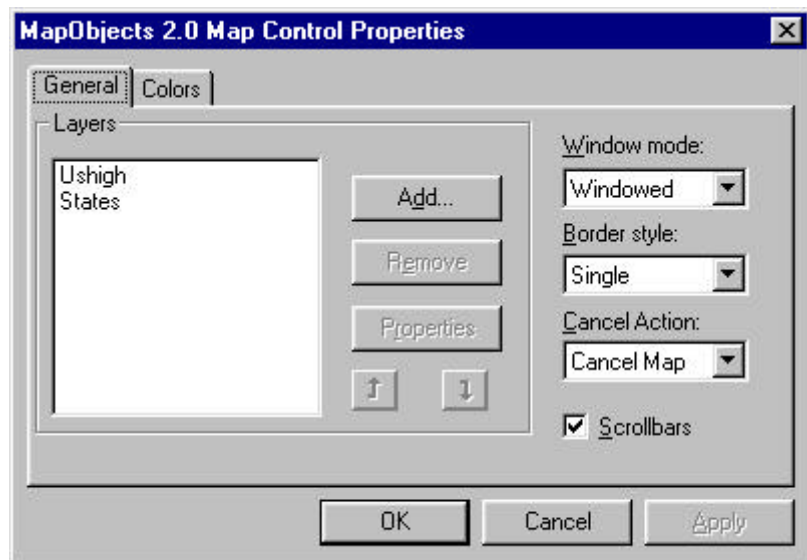 MapObjects 2.0 Map Control Properties
General
Colors
Layers
Ushigh
States
Add...
Remove
Properties
Window mode:
Windowed
Border style:
Single
Cancel Action:
Cancel Map
Scrollbars
OK
Cancel
Apply